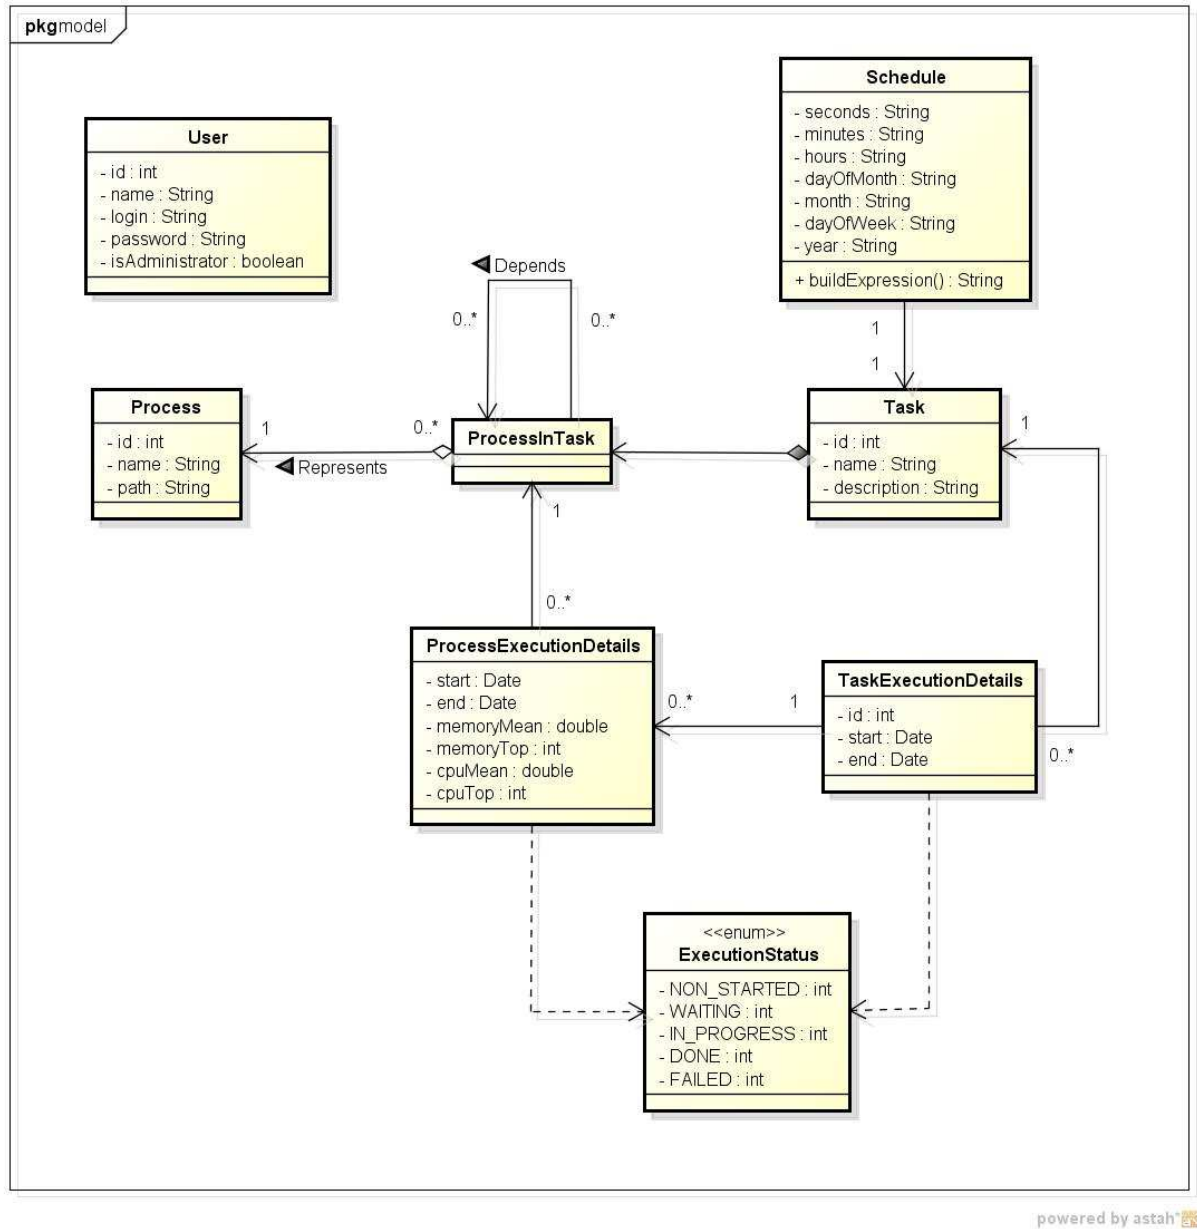 pkg model
User
- id : int
- name : String
- login : String
- password : String
- isAdministrator : boolean
Schedule
- seconds : String
- minutes : String
- hours : String
- dayOfMonth : String
- month : String
- dayOfWeek : String
- year : String
+ buildExpression() : String
Depends
0..*
0..*
1
1
Process
- id : int
- name : String
- path : String
1
Represents
0..*
ProcessInTask
Task
- id : int
- name : String
- description : String
1
1
0..*
ProcessExecutionDetails
- start : Date
- end : Date
- memoryMean : double
- memoryTop : int
- cpuMean : double
- cpuTop : int
0..*
1
TaskExecutionDetails
- id : int
- start : Date
- end : Date
0..*
<<enum>>
ExecutionStatus
- NON_STARTED : int
- WAITING : int
- IN_PROGRESS : int
- DONE : int
- FAILED : int
powered by astah*